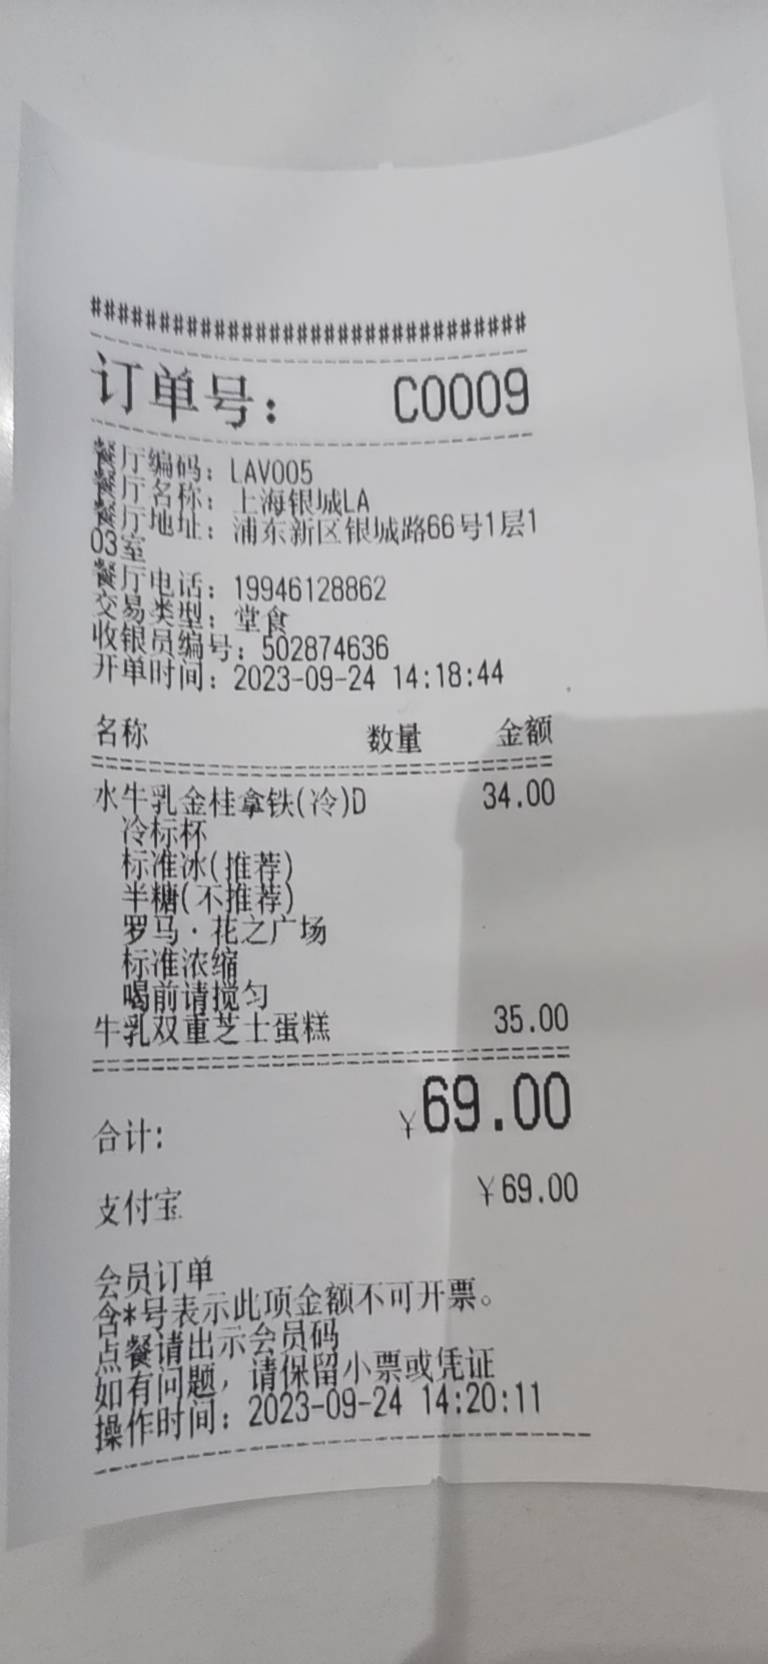 ################################
订单号： C0009
餐厅编码：LAV005
餐厅名称：上海银城LA
餐厅地址：浦东新区银城路66号1层1
03室
餐厅电话：19946128862
交易类型：堂食
收银员编号：502874636
开单时间：2023-09-24 14:18:44
名称 数量 金额
水牛乳金桂拿铁(冷)D 34.00
冷标杯
标准冰(推荐)
半糖(不推荐)
罗马·花之广场
标准浓缩
喝前请搅匀
牛乳双重芝士蛋糕 35.00
合计: ¥69.00
支付宝 ¥69.00
会员订单
含*号表示此项金额不可开票。
点餐请出示会员码
如有问题，请保留小票或凭证
操作时间：2023-09-24 14:20:11